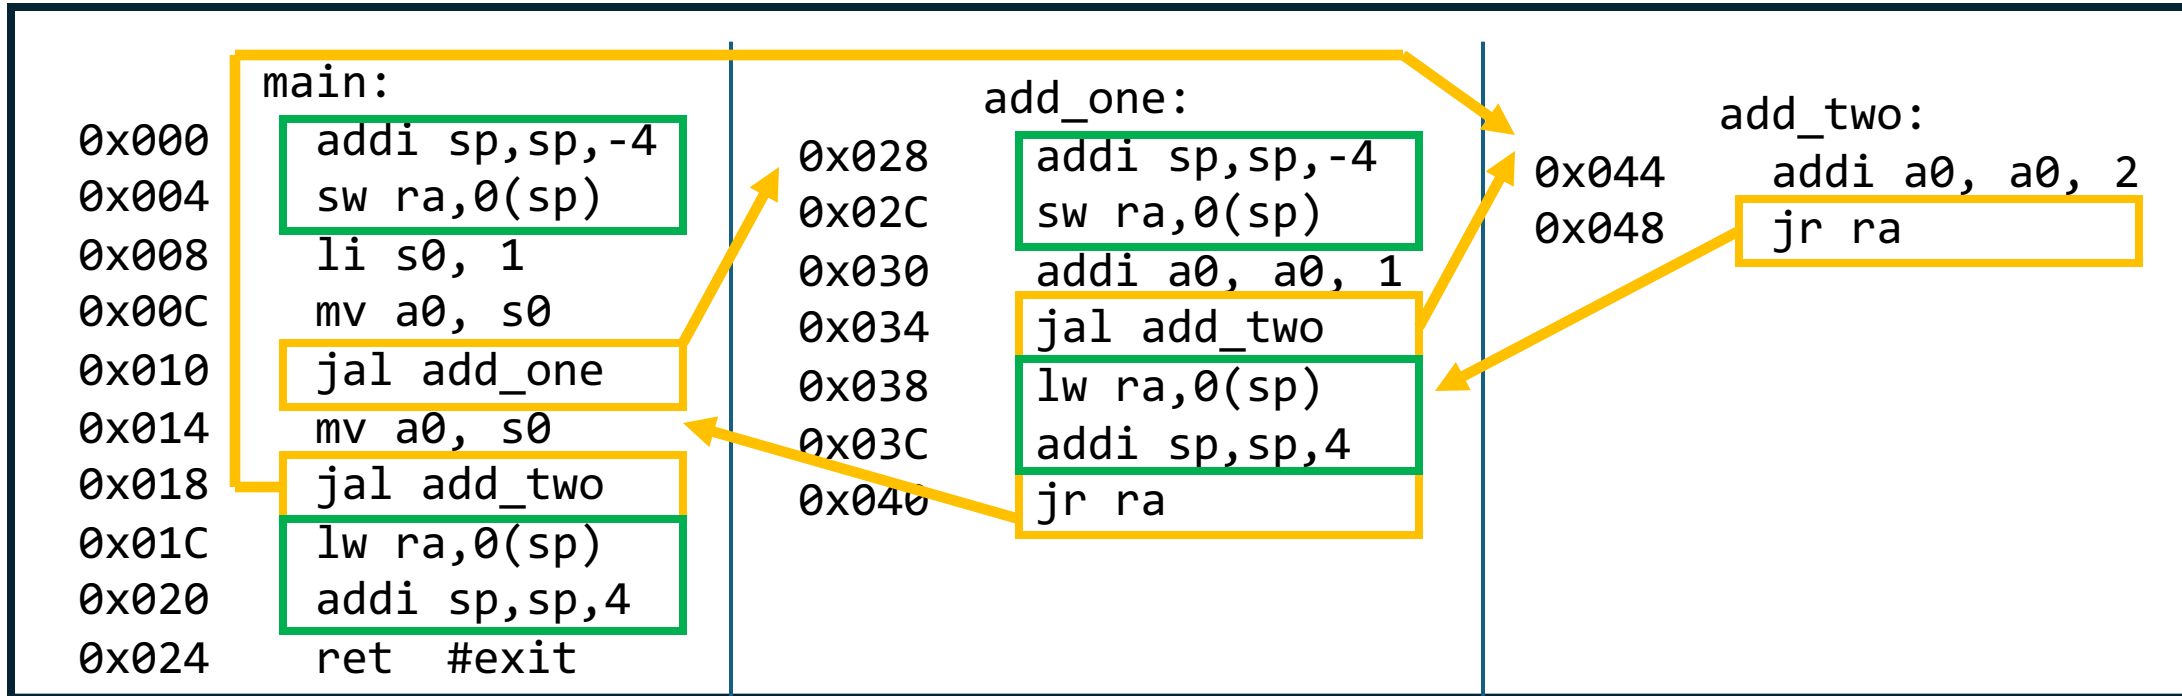 main:
0x000 addi sp,sp,-4
0x004 sw ra,0(sp)
0x008 li s0, 1
0x00C mv a0, s0
0x010 jal add_one
0x014 mv a0, s0
0x018 jal add_two
0x01C lw ra,0(sp)
0x020 addi sp,sp,4
0x024 ret #exit
add_one:
0x028 addi sp,sp,-4
0x02C sw ra,0(sp)
0x030 addi a0, a0, 1
0x034 jal add_two
0x038 lw ra,0(sp)
0x03C addi sp,sp,4
0x040 jr ra
add_two:
0x044 addi a0, a0, 2
0x048 jr ra